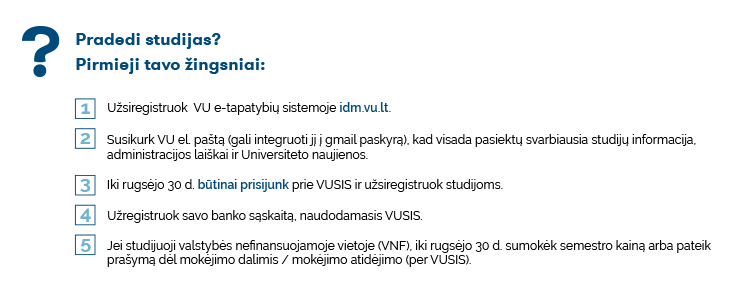 ?
Pradedi studijas?
Pirmieji tavo žingsniai:
1 Užsiregistruok VU e-tapatybių sistemoje idm.vu.lt.
2 Susikurk VU el. paštą (gali integruoti jį į gmail paskyrą), kad visada pasiektų svarbiausia studijų informacija,
administracijos laiškai ir Universiteto naujienos.
3 Iki rugsėjo 30 d. būtinai prisijunk prie VUSIS ir užsiregistruok studijoms.
4 Užregistruok savo banko sąskaitą, naudodamasis VUSIS.
5 Jei studijuoji valstybės nefinansuojamoje vietoje (VNF), iki rugsėjo 30 d. sumokėk semestro kainą arba pateik
prašymą dėl mokėjimo dalimis / mokėjimo atidėjimo (per VUSIS).